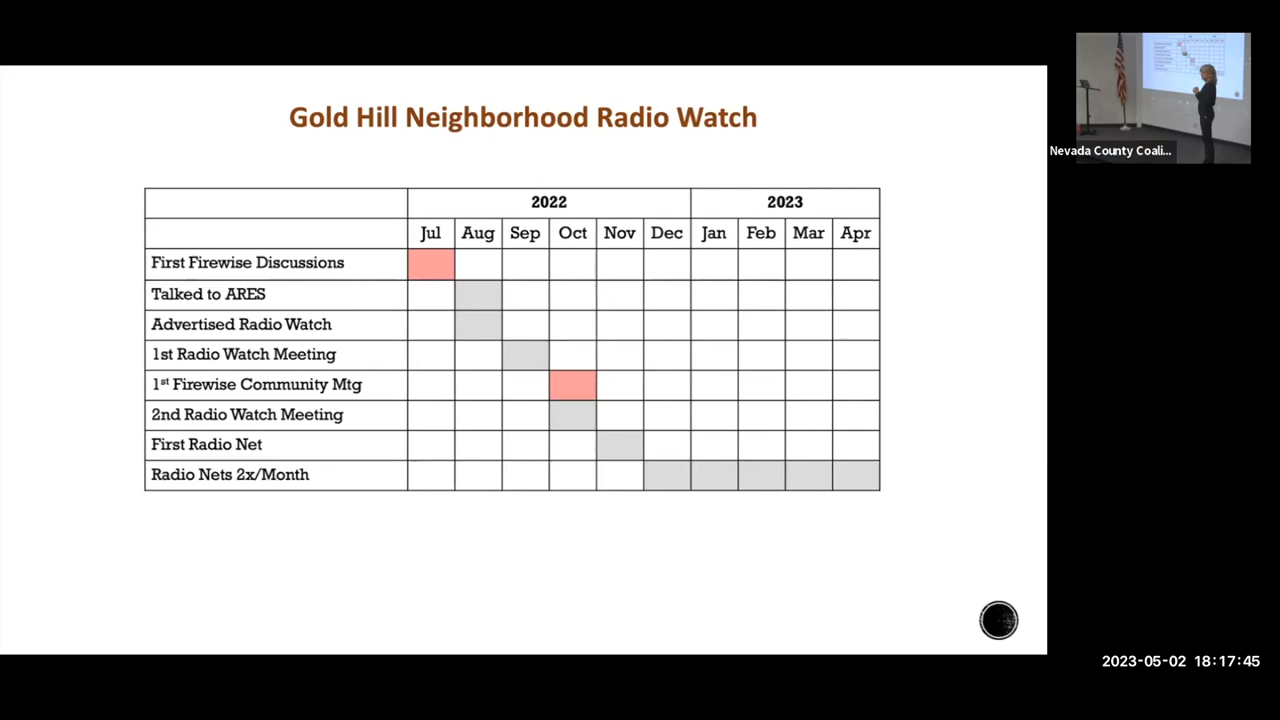 Gold Hill Neighborhood Radio Watch
Nevada County Coali...
2022 2023
Jul Aug Sep Oct Nov Dec Jan Feb Mar Apr
First Firewise Discussions
Talked to ARES
Advertised Radio Watch
1st Radio Watch Meeting
1st Firewise Community Mtg
2nd Radio Watch Meeting
First Radio Net
Radio Nets 2x/Month
2023-05-02 18:17:45